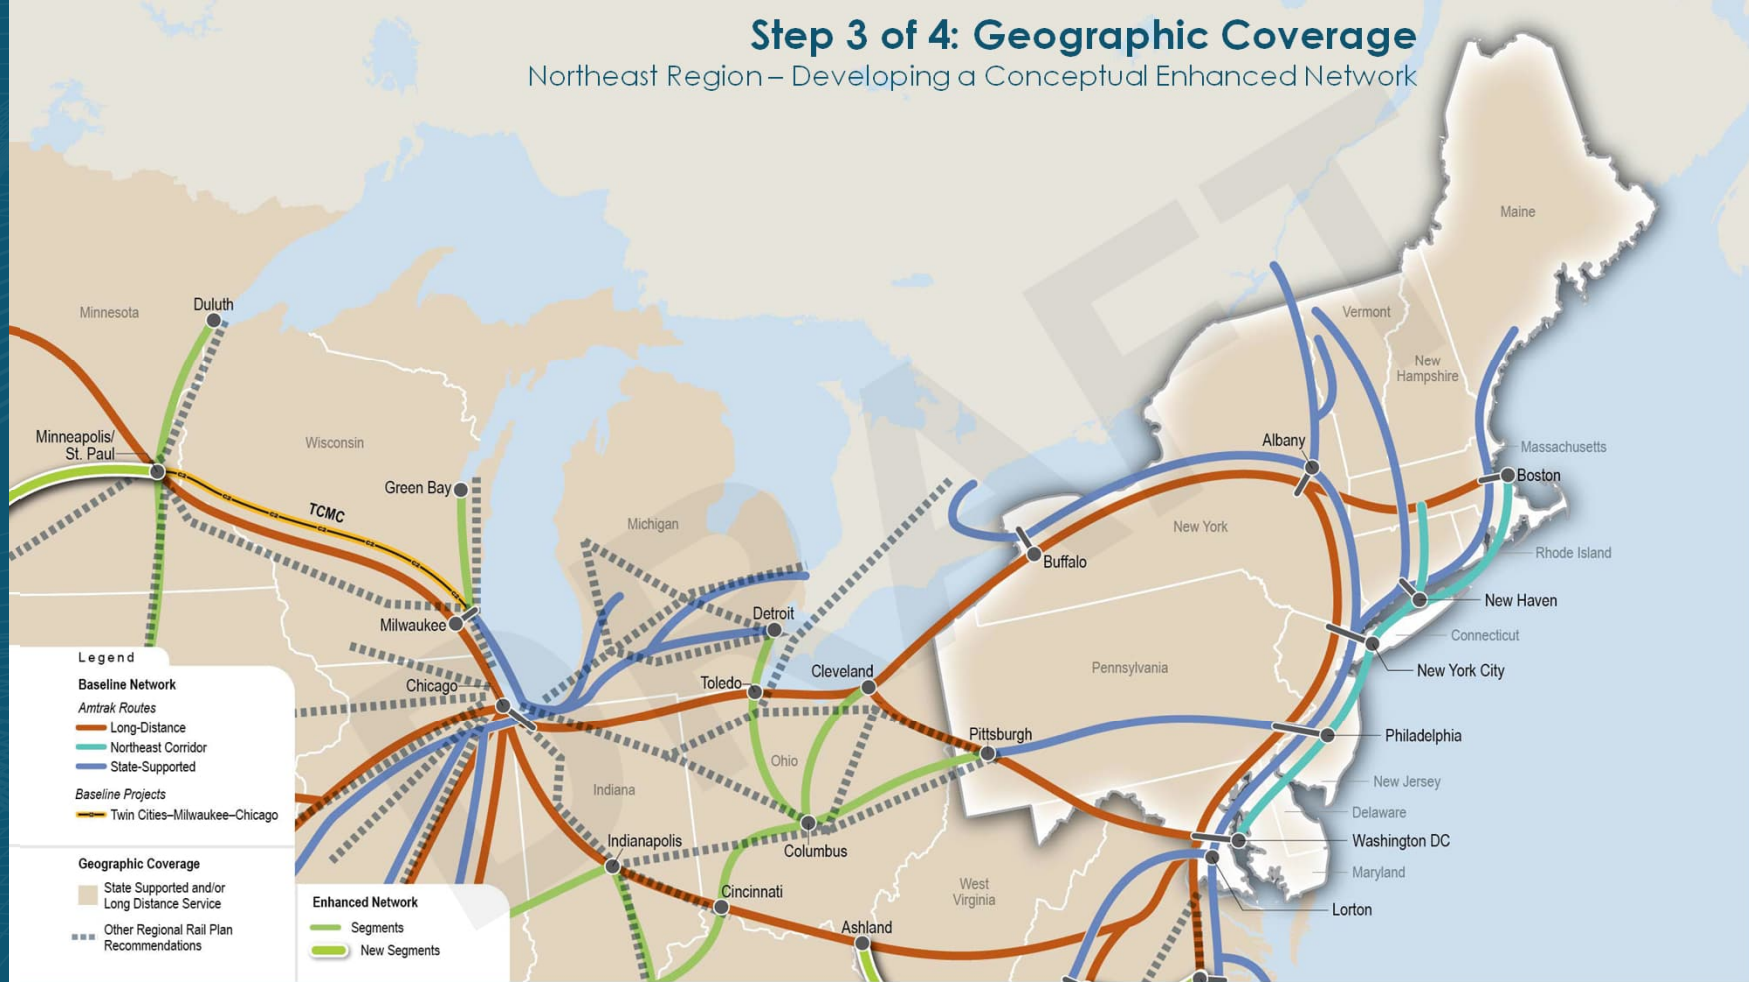 Step 3 of 4: Geographic Coverage
Northeast Region – Developing a Conceptual Enhanced Network
DRAFT
Maine
Vermont
New
Hampshire
Minnesota
Duluth
Wisconsin
Minneapolis/
St. Paul
Green Bay
TCMC
Michigan
Albany
Massachusetts
Boston
New York
Rhode Island
Buffalo
New Haven
Milwaukee
Detroit
Connecticut
Chicago
Toledo
Cleveland
Pennsylvania
New York City
Pittsburgh
Philadelphia
Ohio
Indiana
New Jersey
Delaware
Indianapolis
Columbus
Washington DC
Maryland
Cincinnati
West
Virginia
Lorton
Ashland
Legend
Baseline Network
Amtrak Routes
Long-Distance
Northeast Corridor
State-Supported
Baseline Projects
Twin Cities–Milwaukee–Chicago
Geographic Coverage
State Supported and/or
Long Distance Service
Other Regional Rail Plan
Recommendations
Enhanced Network
Segments
New Segments